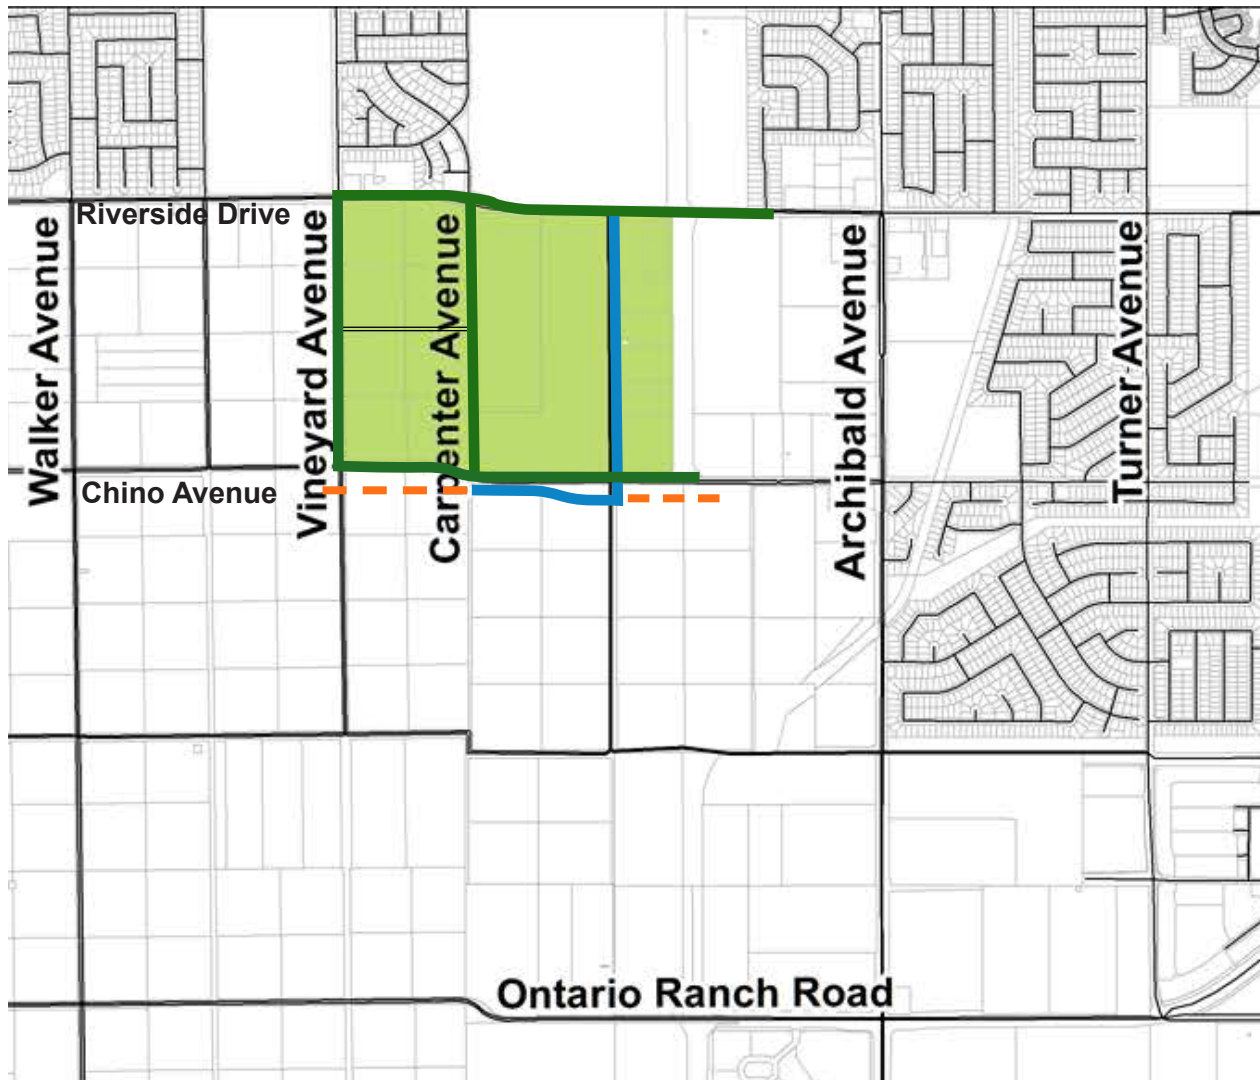 Riverside Drive
Walker Avenue
Vineyard Avenue
Carpenter Avenue
Archibald Avenue
Turner Avenue
Chino Avenue
Ontario Ranch Road